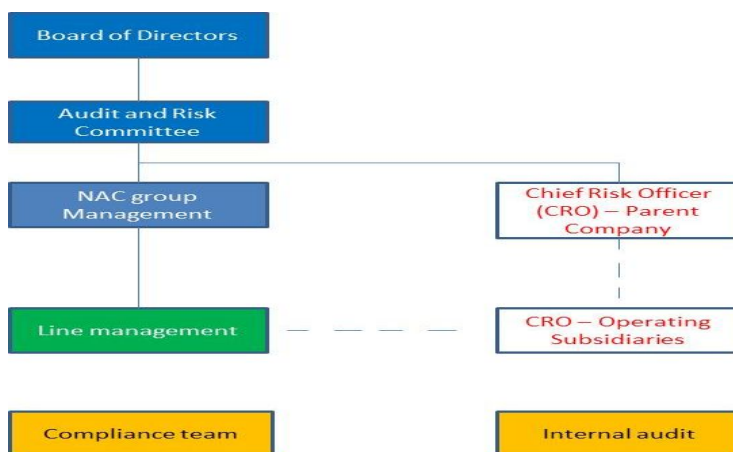 Board of Directors
Audit and Risk
Committee
NAC group
Management
Chief Risk Officer
(CRO) – Parent
Company
Line management
CRO – Operating
Subsidiaries
Compliance team
Internal audit